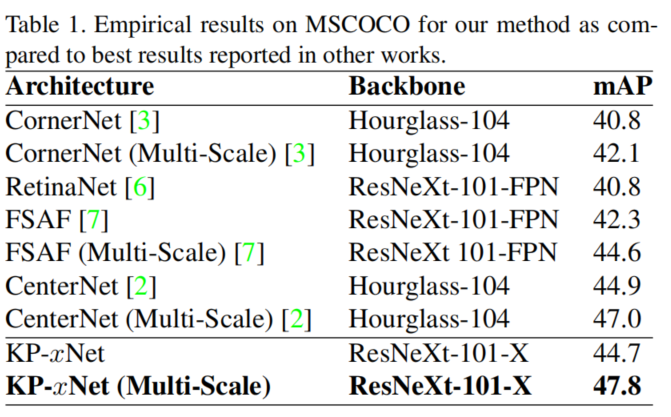 Table 1. Empirical results on MSCOCO for our method as com-
pared to best results reported in other works.
Architecture Backbone mAP
CornerNet [3] Hourglass-104 40.8
CornerNet (Multi-Scale) [3] Hourglass-104 42.1
RetinaNet [6] ResNeXt-101-FPN 40.8
FSAF [7] ResNeXt-101-FPN 42.3
FSAF (Multi-Scale) [7] ResNeXt 101-FPN 44.6
CenterNet [2] Hourglass-104 44.9
CenterNet (Multi-Scale) [2] Hourglass-104 47.0
KP-xNet ResNeXt-101-X 44.7
KP-xNet (Multi-Scale) ResNeXt-101-X 47.8